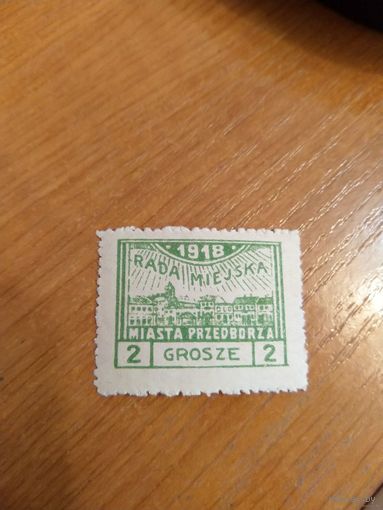 1918
RADA MIEJSKA
MIASTA PRZEDBORZA
2 GROSZE 2